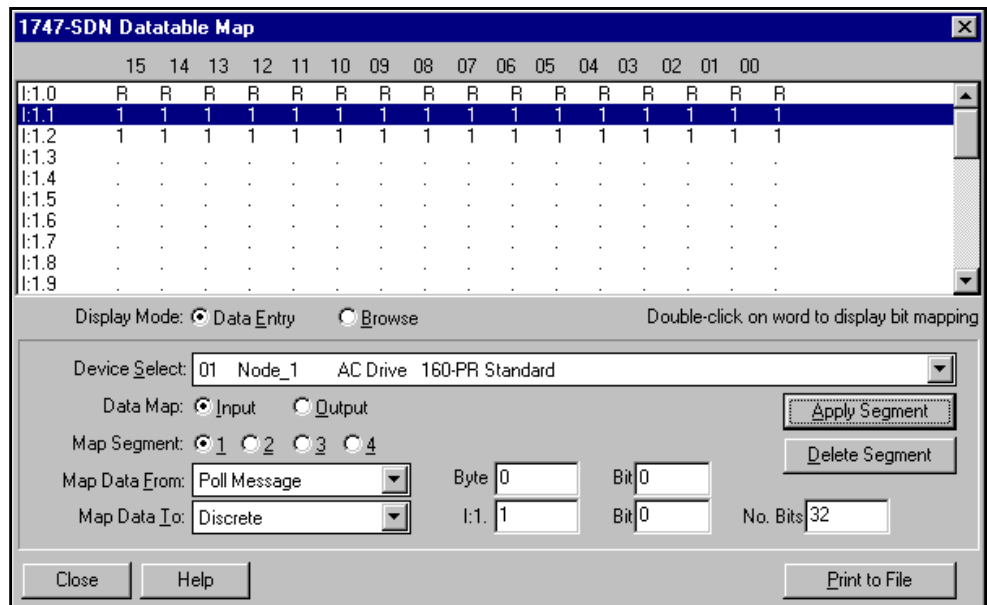 1747-SDN Datatable Map
15 14 13 12 11 10 09 08 07 06 05 04 03 02 01 00
I:1.0 R R R R R R R R R R R R R R R R
I:1.1 1 1 1 1 1 1 1 1 1 1 1 1 1 1 1 1
I:1.2 1 1 1 1 1 1 1 1 1 1 1 1 1 1 1 1
I:1.3 . . . . . . . . . . . . . . . .
I:1.4 . . . . . . . . . . . . . . . .
I:1.5 . . . . . . . . . . . . . . . .
I:1.6 . . . . . . . . . . . . . . . .
I:1.7 . . . . . . . . . . . . . . . .
I:1.8 . . . . . . . . . . . . . . . .
I:1.9 . . . . . . . . . . . . . . . .
Display Mode: Data Entry Browse Double-click on word to display bit mapping
Device Select: 01 Node_1 AC Drive 160-PR Standard
Data Map: Input Output Apply Segment
Map Segment: 1 2 3 4 Delete Segment
Map Data From: Poll Message Byte 0 Bit 0
Map Data To: Discrete I:1. 1 Bit 0 No. Bits 32
Close Help Print to File